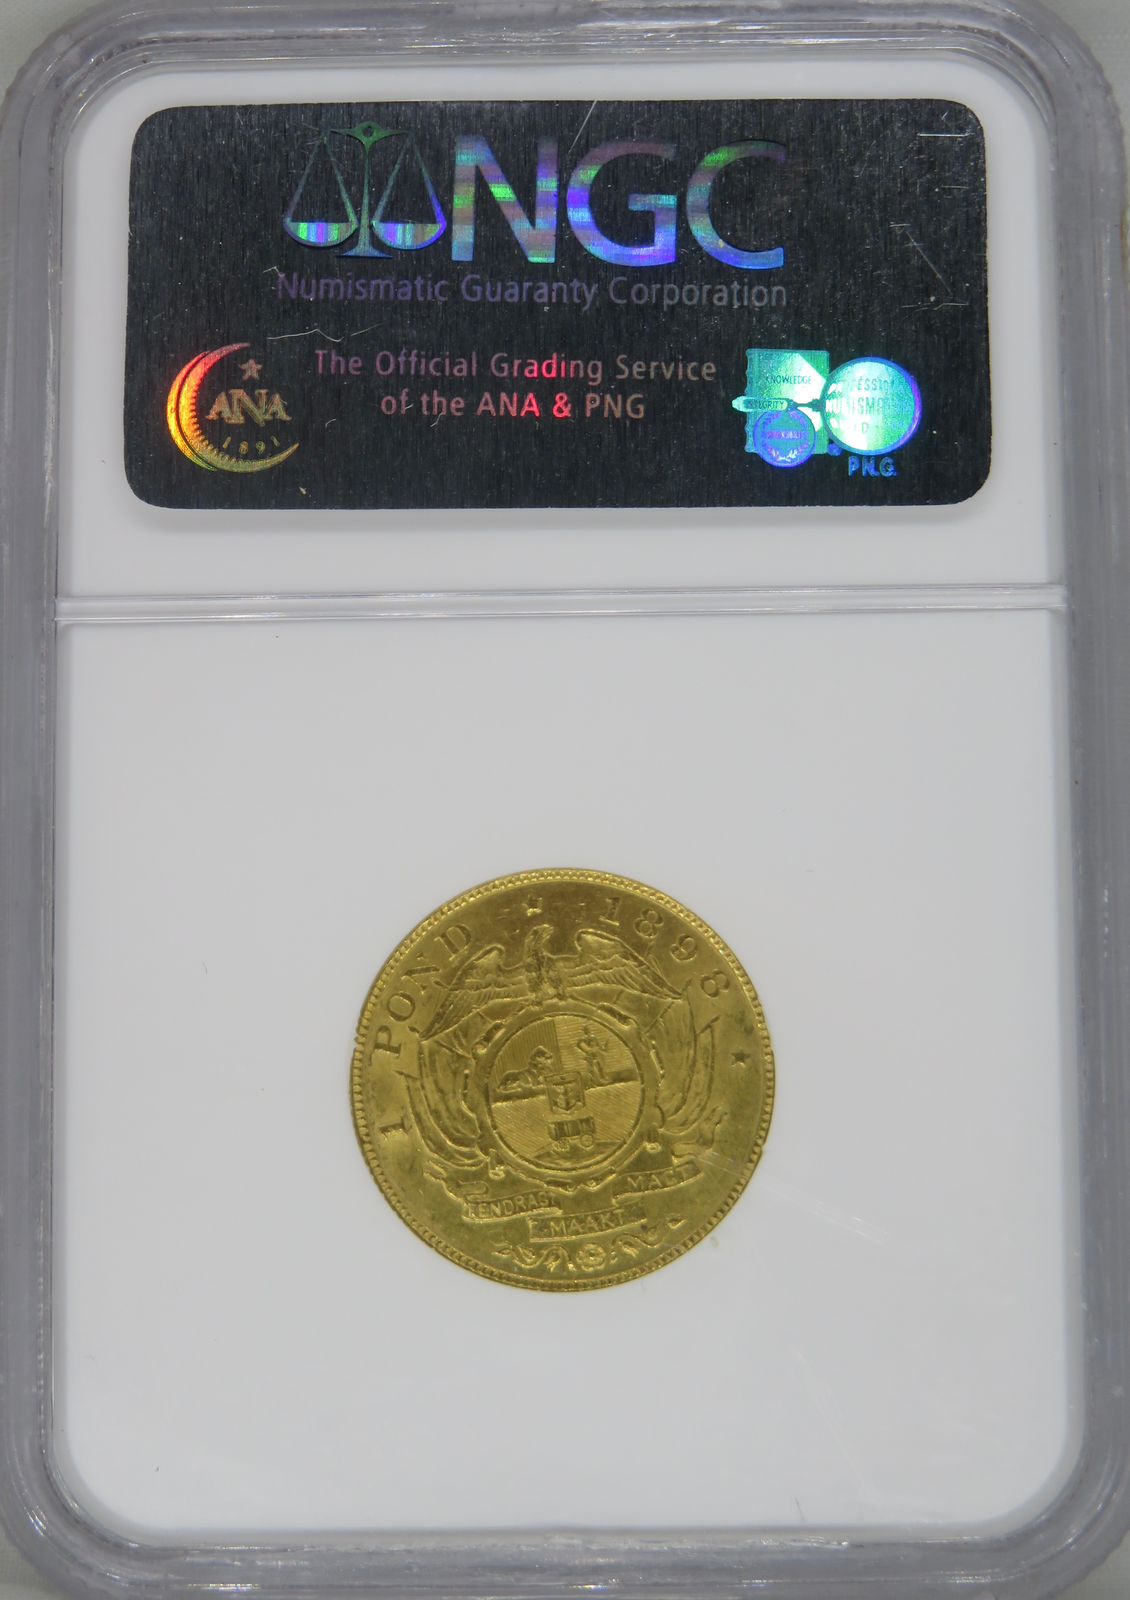 NGC
Numismatic Guaranty Corporation
The Official Grading Service
of the ANA & PNG
ANA
1891
KNOWLEDGE
P.N.G.
1 POND 1898
EENDRAGT
MAAKT
MAGT